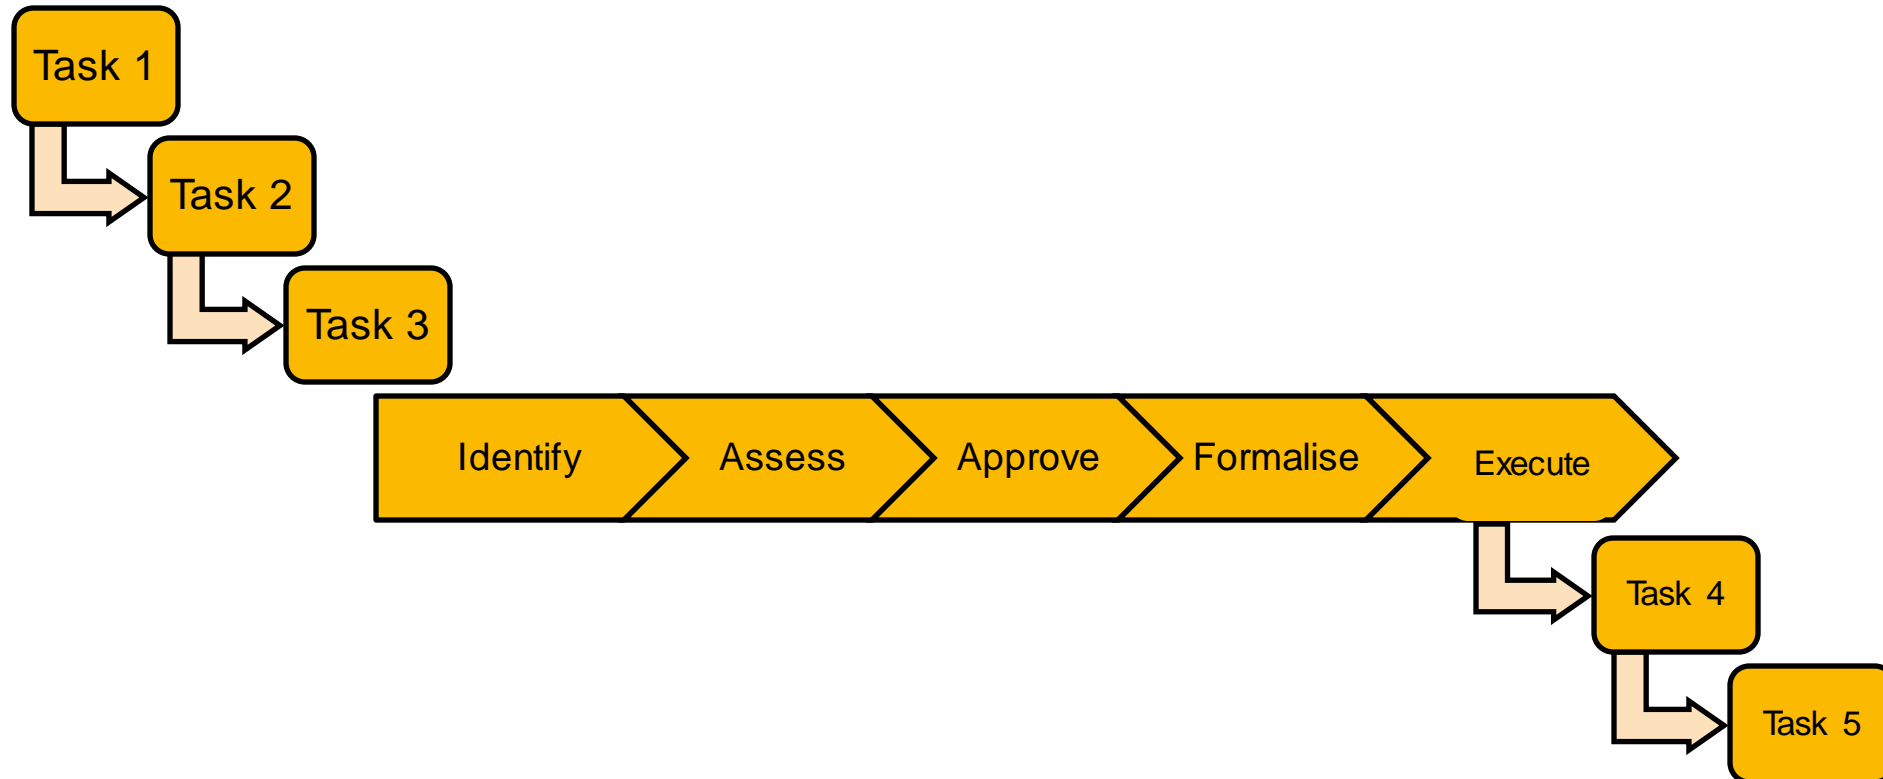 Task 1
Task 2
Task 3
Identify
Assess
Approve
Formalise
Execute
Task 4
Task 5